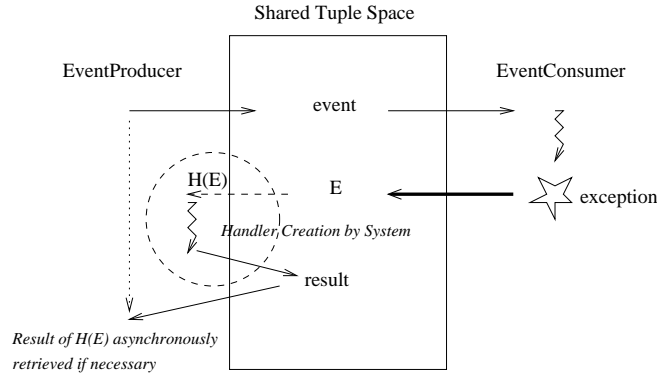 Shared Tuple Space
EventProducer
EventConsumer
event
H(E)
E
exception
Handler Creation by System
result
Result of H(E) asynchronously
retrieved if necessary